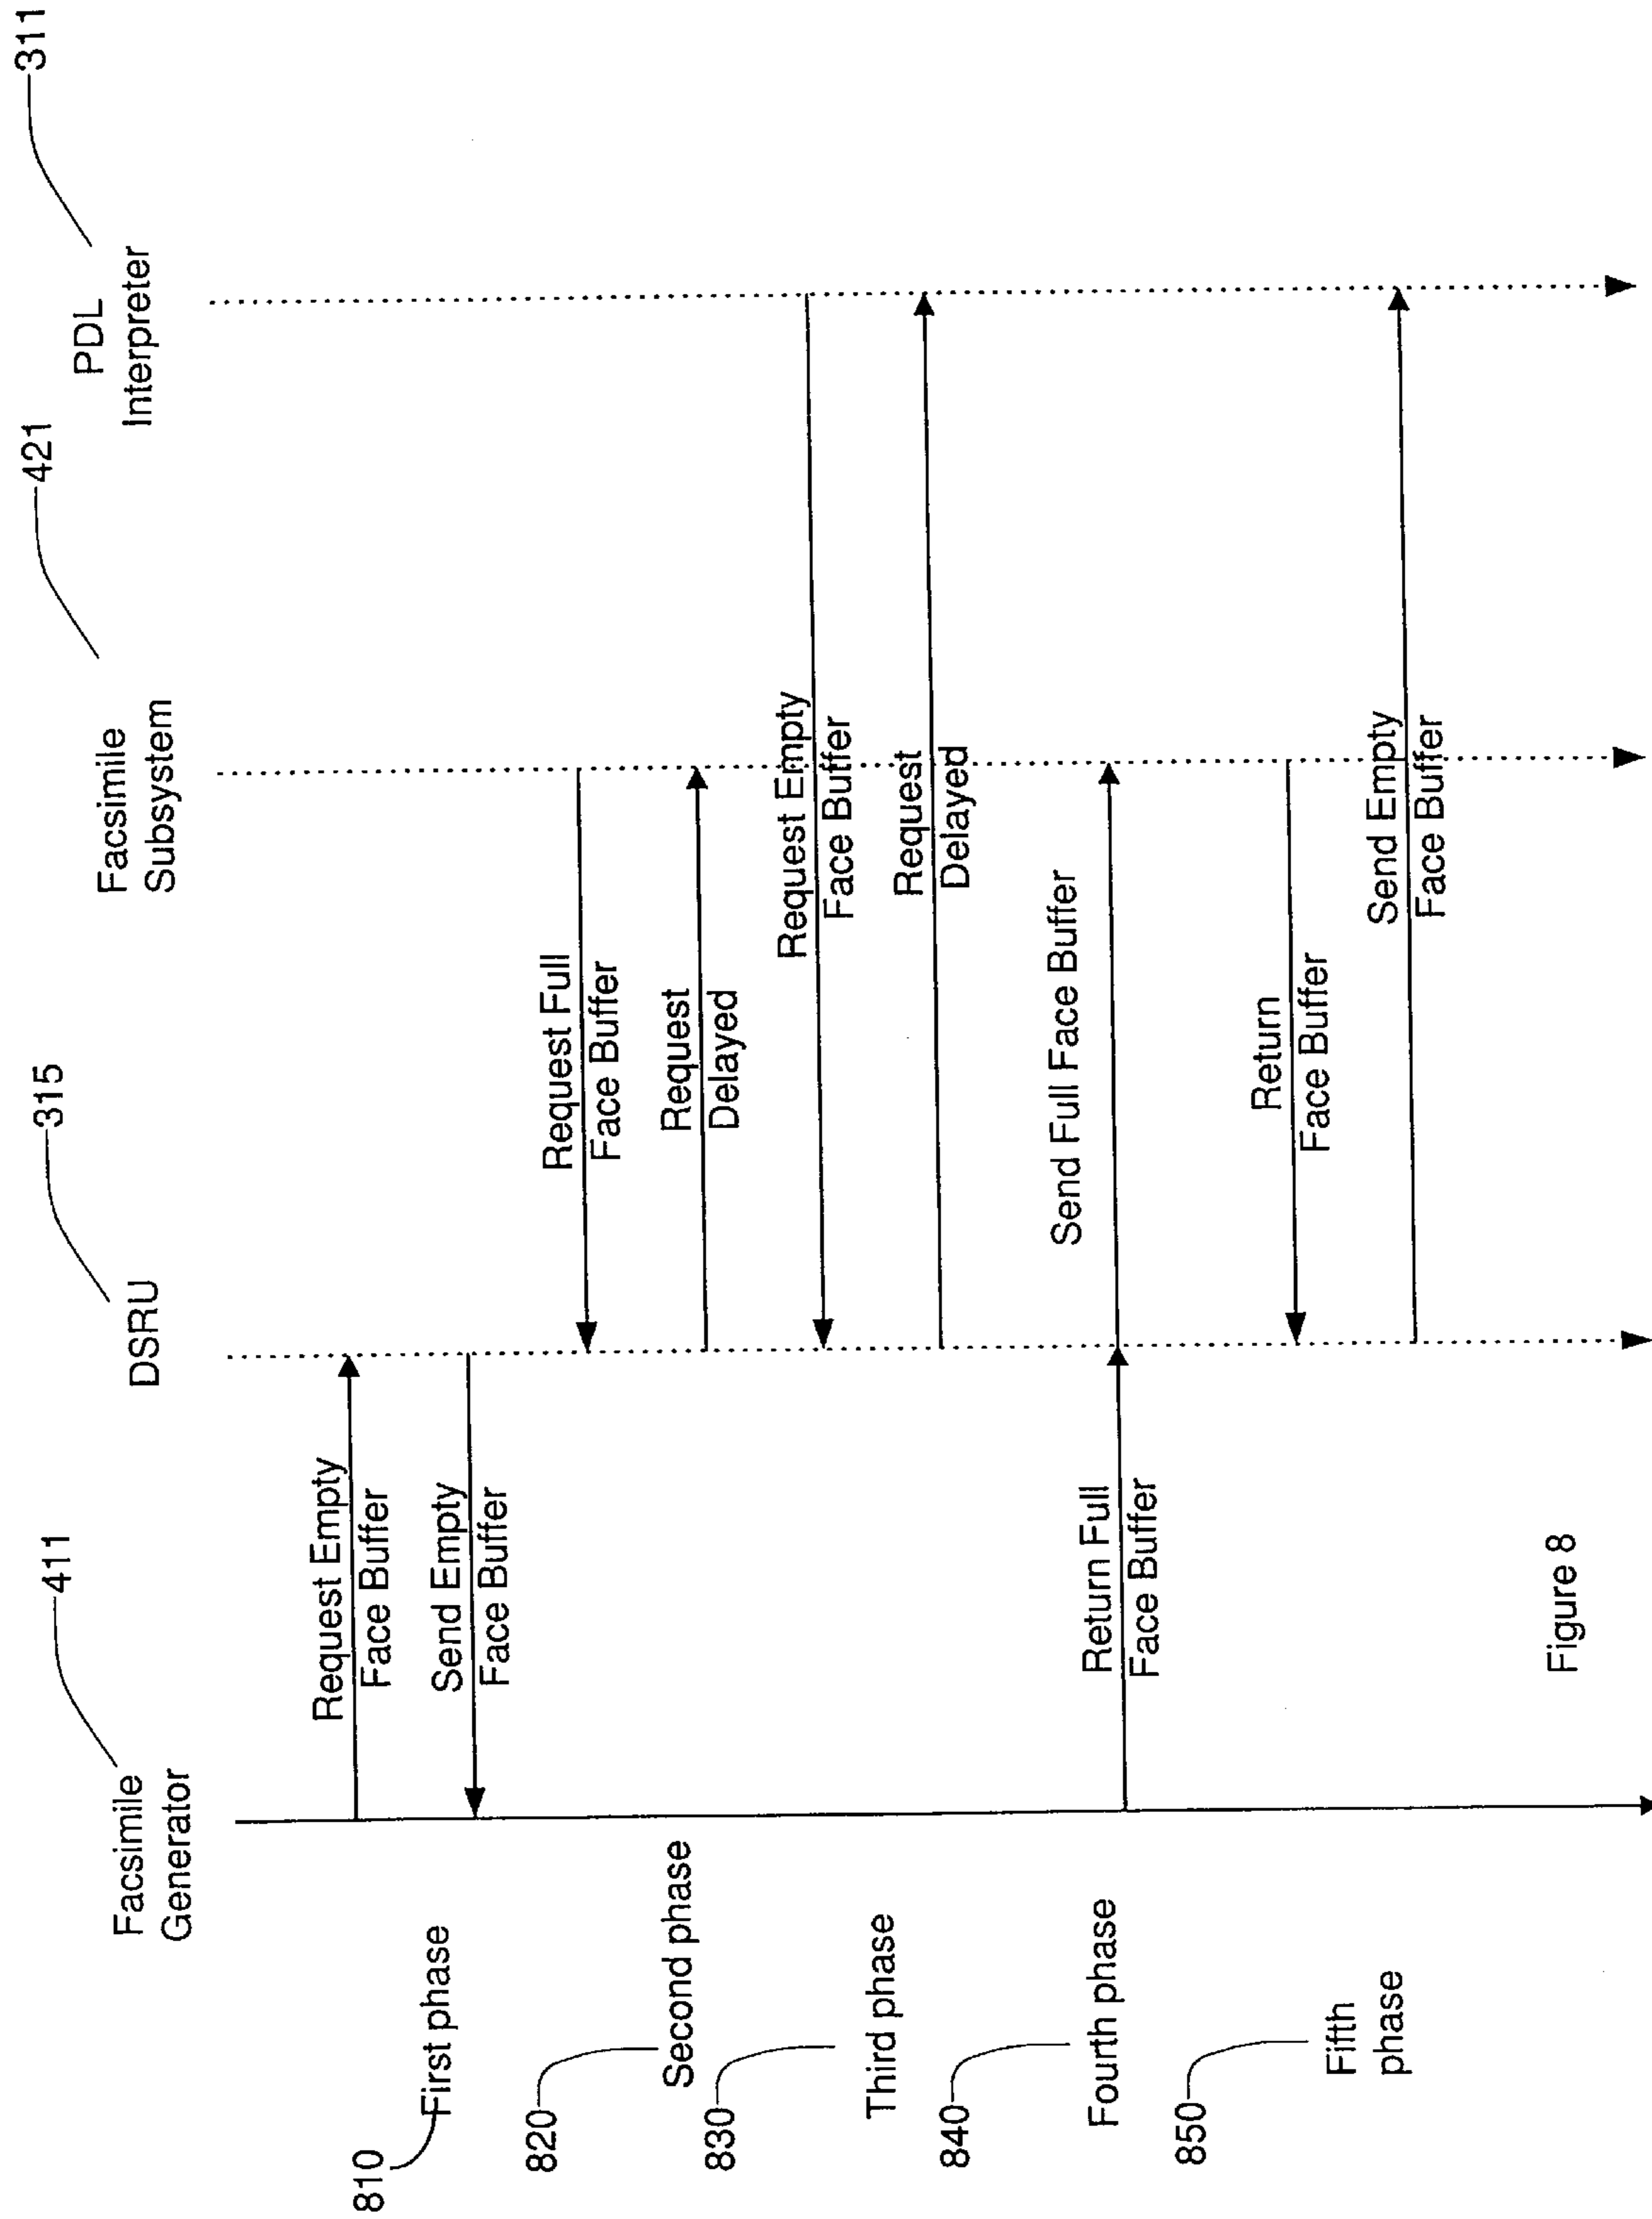 411
315
421
311
Facsimile
Generator
DSRU
Facsimile
Subsystem
PDL
Interpreter
810
First phase
Request Empty
Face Buffer
Send Empty
Face Buffer
820
Second phase
Request Full
Face Buffer
Request
Delayed
830
Third phase
Request Empty
Face Buffer
Request
Delayed
840
Fourth phase
Return Full
Face Buffer
Send Full Face Buffer
850
Fifth
phase
Return
Face Buffer
Send Empty
Face Buffer
Figure 8